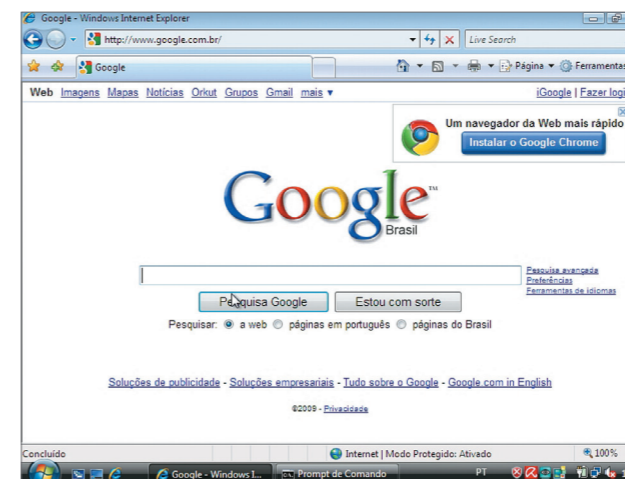 Google - Windows Internet Explorer
http://www.google.com.br/
Live Search
Google
Página
Ferramentas
Web Imagens Mapas Notícias Orkut Grupos Gmail mais ▼
iGoogle | Fazer logi
Um navegador da Web mais rápido
Instalar o Google Chrome
Google™
Brasil
Pesquisa avançada
Preferências
Ferramentas de idiomas
Pesquisa Google
Estou com sorte
Pesquisar: a web páginas em português páginas do Brasil
Soluções de publicidade - Soluções empresariais - Tudo sobre o Google - Google.com in English
©2009 - Privacidade
Concluído
Internet | Modo Protegido: Ativado
100%
Google - Windows I...
Prompt de Comando
PT